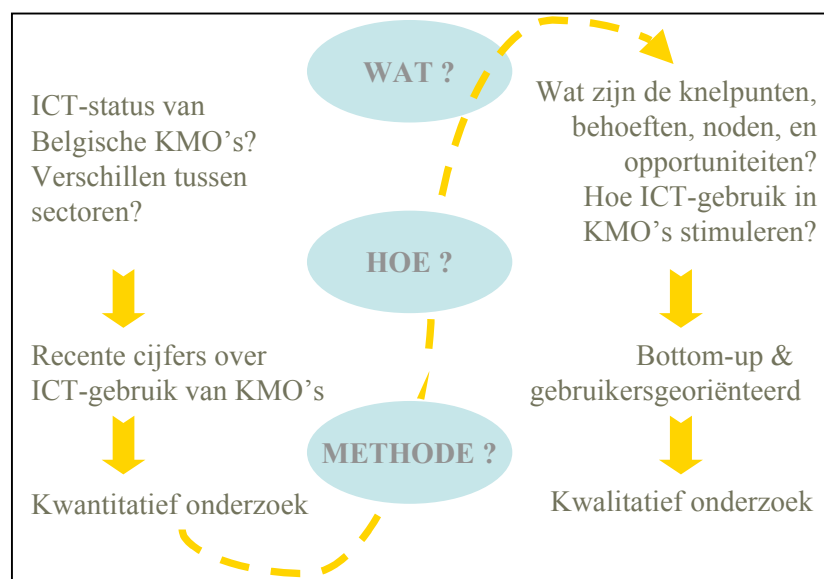 WAT ?
ICT-status van
Belgische KMO's?
Verschillen tussen
sectoren?
Wat zijn de knelpunten,
behoeften, noden, en
opportuniteiten?
Hoe ICT-gebruik in
KMO's stimuleren?
HOE ?
Recente cijfers over
ICT-gebruik van KMO's
Bottom-up &
gebruikersgeoriënteerd
METHODE ?
Kwantitatief onderzoek
Kwalitatief onderzoek